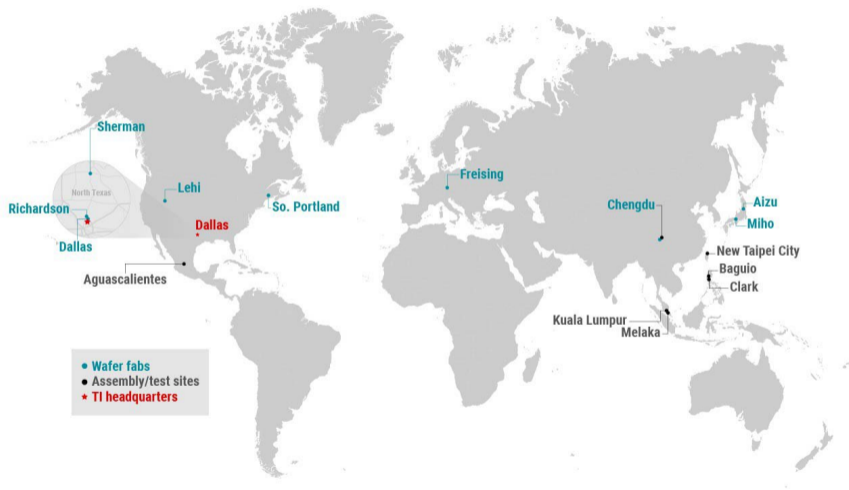 Sherman
North Texas
Lehi
Richardson
So. Portland
Dallas
Dallas
Aguascalientes
Freising
Chengdu
Aizu
Miho
New Taipei City
Baguio
Clark
Kuala Lumpur
Melaka
Wafer fabs
Assembly/test sites
TI headquarters